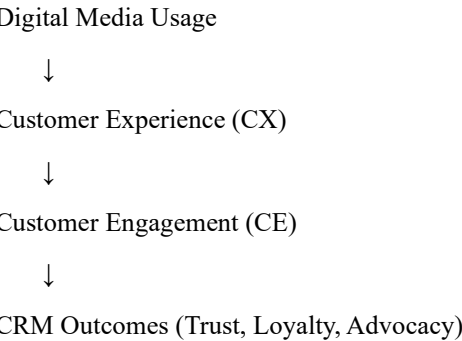 Digital Media Usage
↓
Customer Experience (CX)
↓
Customer Engagement (CE)
↓
CRM Outcomes (Trust, Loyalty, Advocacy)